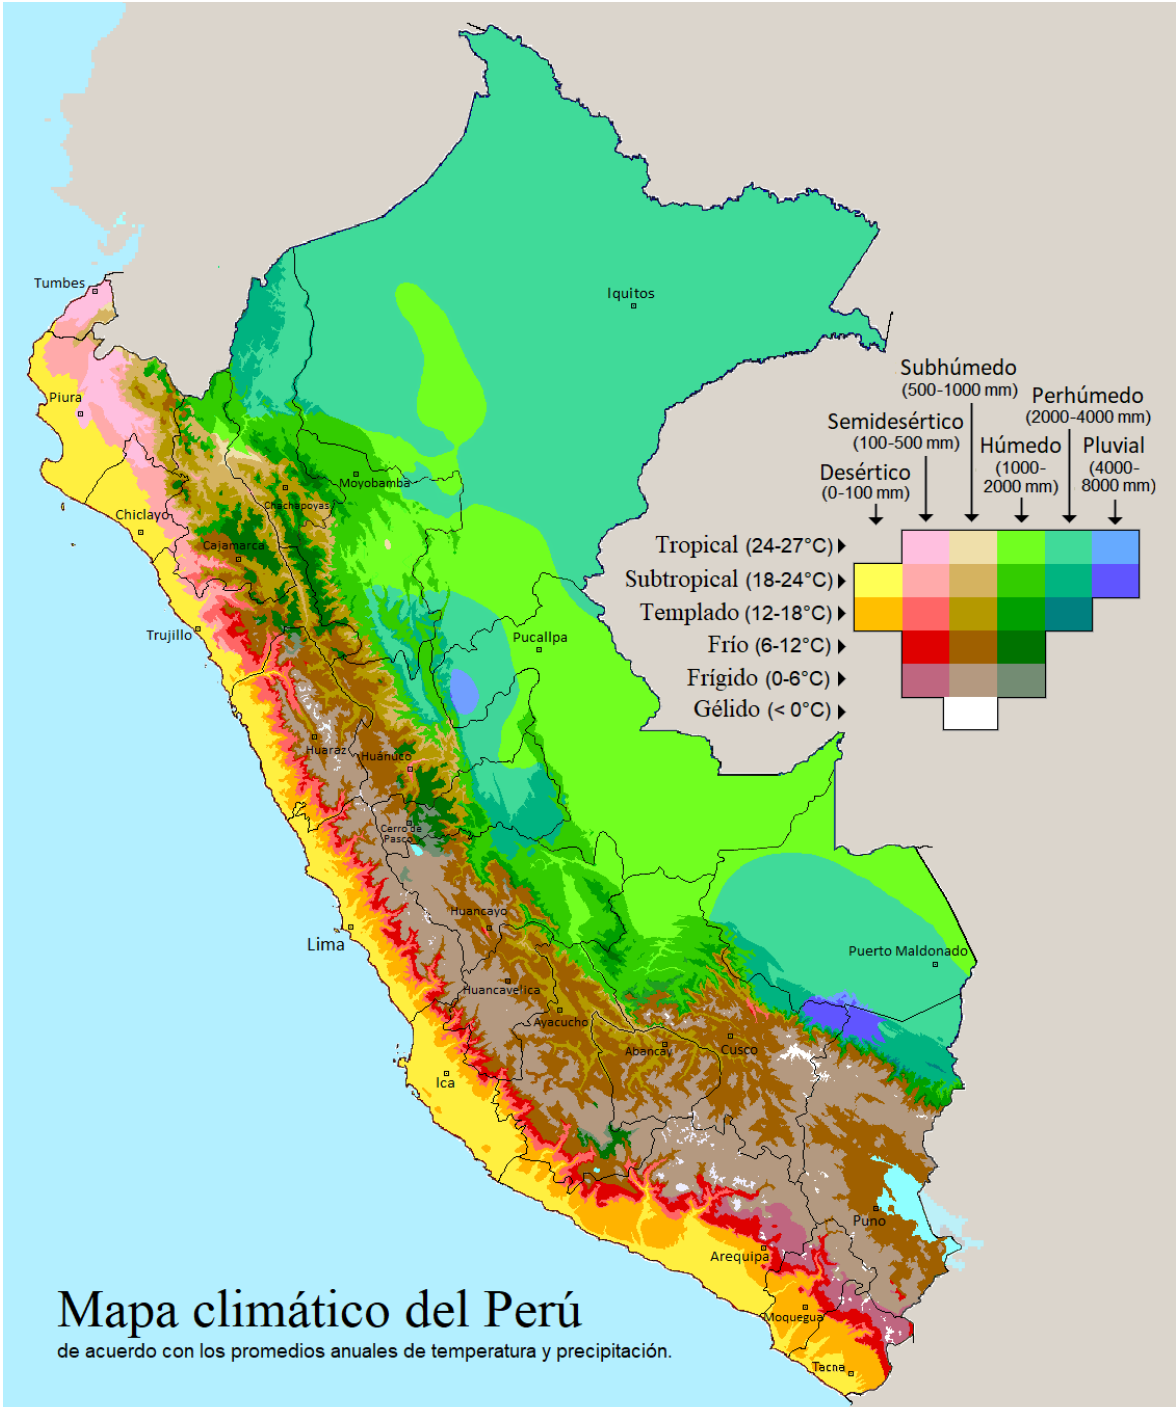 Tumbes
Iquitos
Piura
Moyobamba
Chachapoyas
Chiclayo
Cajamarca
Trujillo
Pucallpa
Huaraz
Huánuco
Cerro de
Pasco
Huancayo
Lima
Puerto Maldonado
Huancavelica
Ayacucho
Abancay
Cusco
Ica
Puno
Arequipa
Moquegua
Tacna
Subhúmedo
(500-1000 mm)
Perhúmedo
(2000-4000 mm)
Semidesértico
(100-500 mm)
Húmedo
(1000-
2000 mm)
Pluvial
(4000-
8000 mm)
Desértico
(0-100 mm)
Tropical (24-27°C)
Subtropical (18-24°C)
Templado (12-18°C)
Frío (6-12°C)
Frígido (0-6°C)
Gélido (< 0°C)
Mapa climático del Perú
de acuerdo con los promedios anuales de temperatura y precipitación.